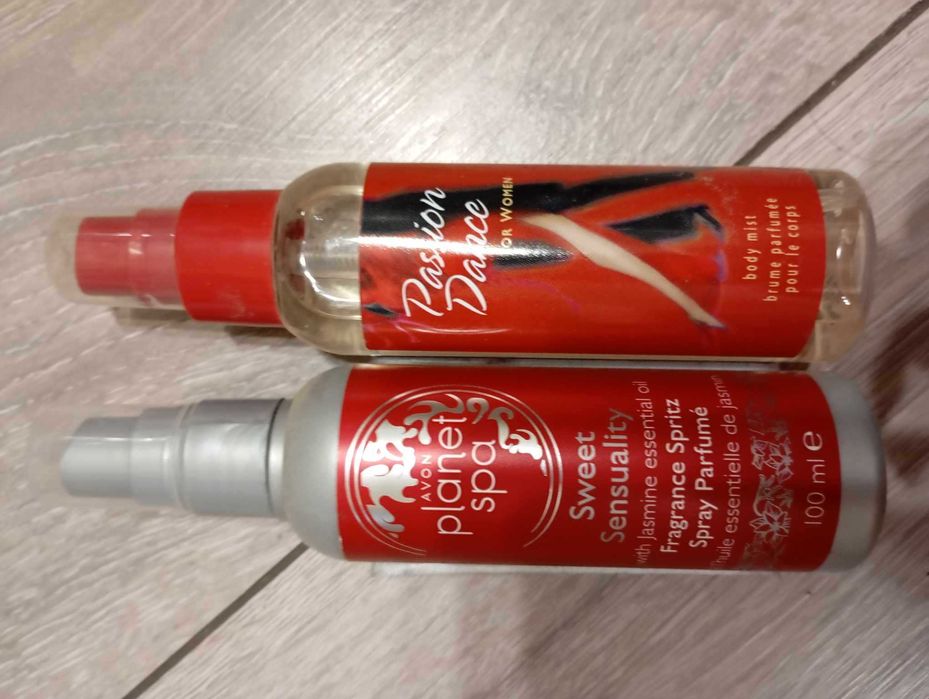 Passion
Dance
FOR WOMEN
body mist
brume parfumée
pour le corps
AVON
planet
spa
Sweet
Sensuality
with Jasmine essential oil
Fragrance Spritz
Spray Parfumé
l'huile essentielle de jasmin
100 ml e